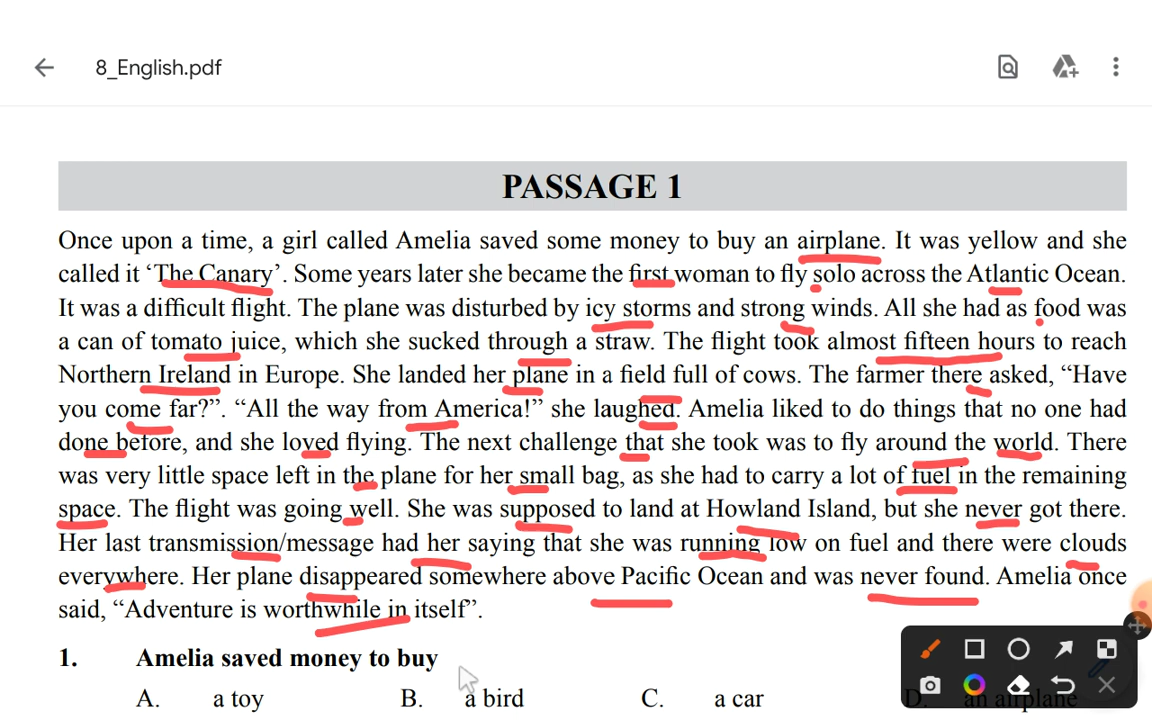 8_English.pdf
PASSAGE 1
Once upon a time, a girl called Amelia saved some money to buy an airplane. It was yellow and she
called it ‘The Canary’. Some years later she became the first woman to fly solo across the Atlantic Ocean.
It was a difficult flight. The plane was disturbed by icy storms and strong winds. All she had as food was
a can of tomato juice, which she sucked through a straw. The flight took almost fifteen hours to reach
Northern Ireland in Europe. She landed her plane in a field full of cows. The farmer there asked, “Have
you come far?”. “All the way from America!” she laughed. Amelia liked to do things that no one had
done before, and she loved flying. The next challenge that she took was to fly around the world. There
was very little space left in the plane for her small bag, as she had to carry a lot of fuel in the remaining
space. The flight was going well. She was supposed to land at Howland Island, but she never got there.
Her last transmission/message had her saying that she was running low on fuel and there were clouds
everywhere. Her plane disappeared somewhere above Pacific Ocean and was never found. Amelia once
said, “Adventure is worthwhile in itself”.
1. Amelia saved money to buy
A. a toy B. a bird C. a car D. an airplane